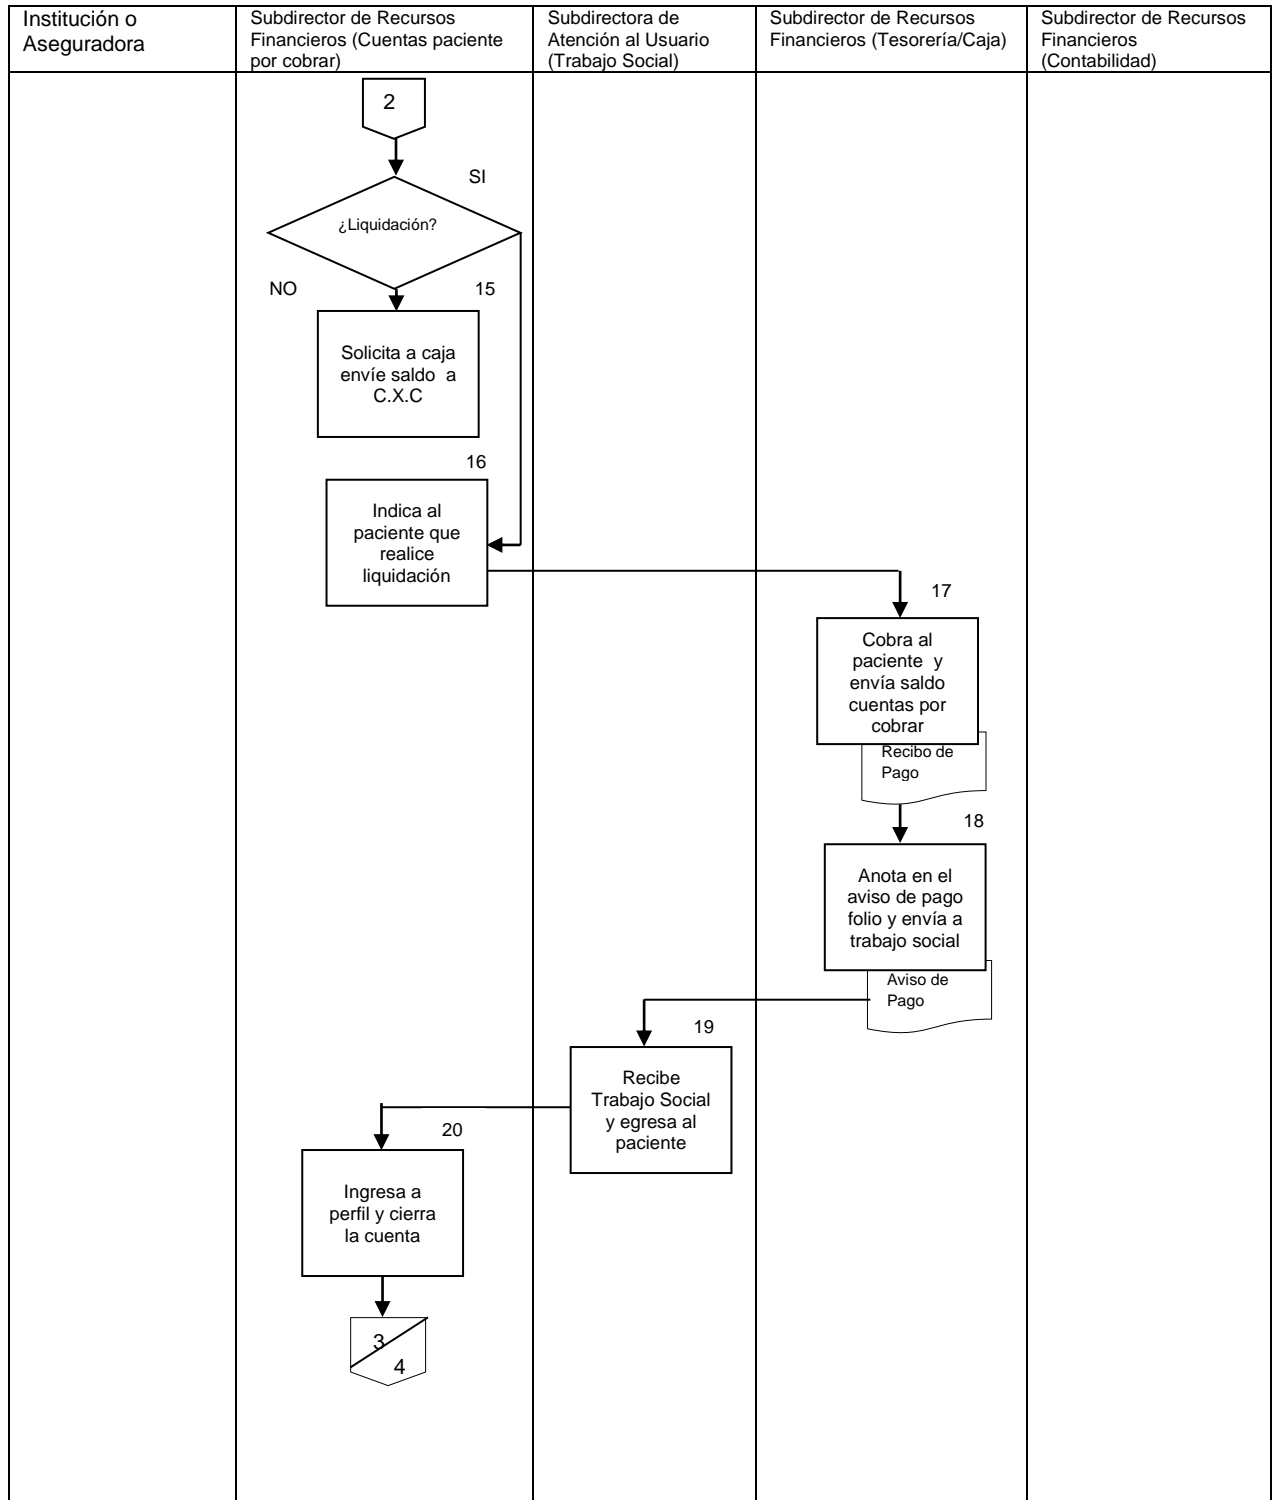 Institución o
Aseguradora
Subdirector de Recursos
Financieros (Cuentas paciente
por cobrar)
Subdirectora de
Atención al Usuario
(Trabajo Social)
Subdirector de Recursos
Financieros (Tesorería/Caja)
Subdirector de Recursos
Financieros
(Contabilidad)
2
SI
¿Liquidación?
NO
15
Solicita a caja
envíe saldo a
C.X.C
16
Indica al
paciente que
realice
liquidación
17
Cobra al
paciente y
envía saldo
cuentas por
cobrar
Recibo de
Pago
18
Anota en el
aviso de pago
folio y envía a
trabajo social
Aviso de
Pago
19
Recibe
Trabajo Social
y egresa al
paciente
20
Ingresa a
perfil y cierra
la cuenta
3
4